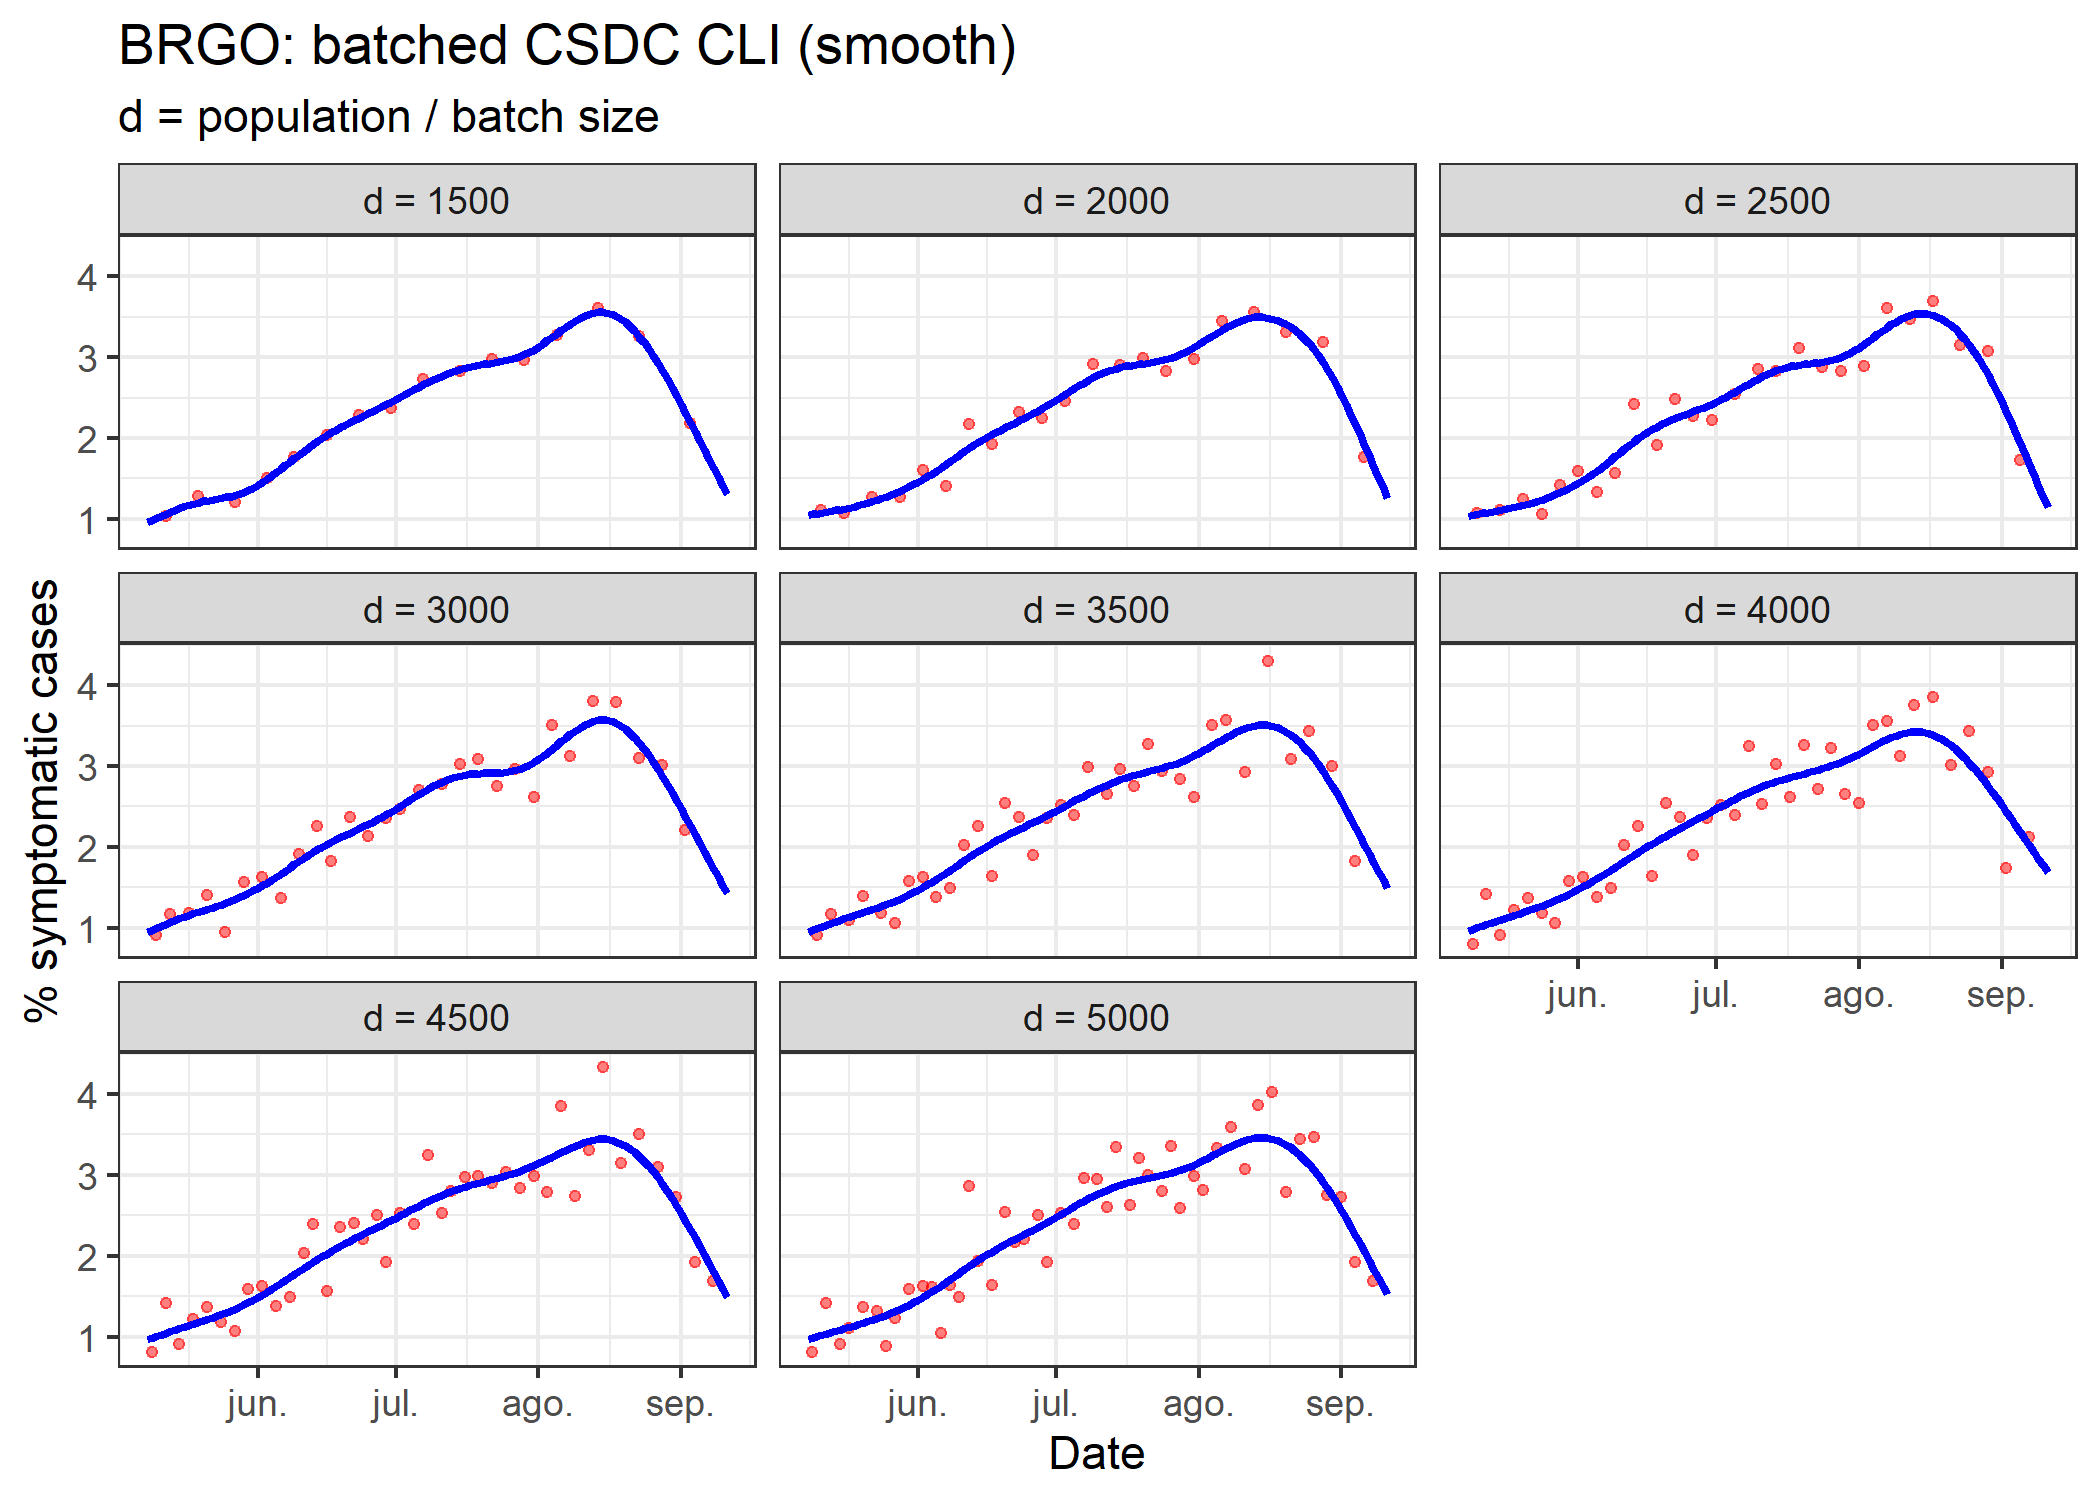 BRGO: batched CSDC CLI (smooth)
d = population / batch size
d = 1500
d = 2000
d = 2500
4
3
2
1
d = 3000
d = 3500
d = 4000
4
3
2
1
jun.
jul.
ago.
sep.
d = 4500
d = 5000
4
3
2
1
jun.
jul.
ago.
sep.
jun.
jul.
ago.
sep.
% symptomatic cases
Date